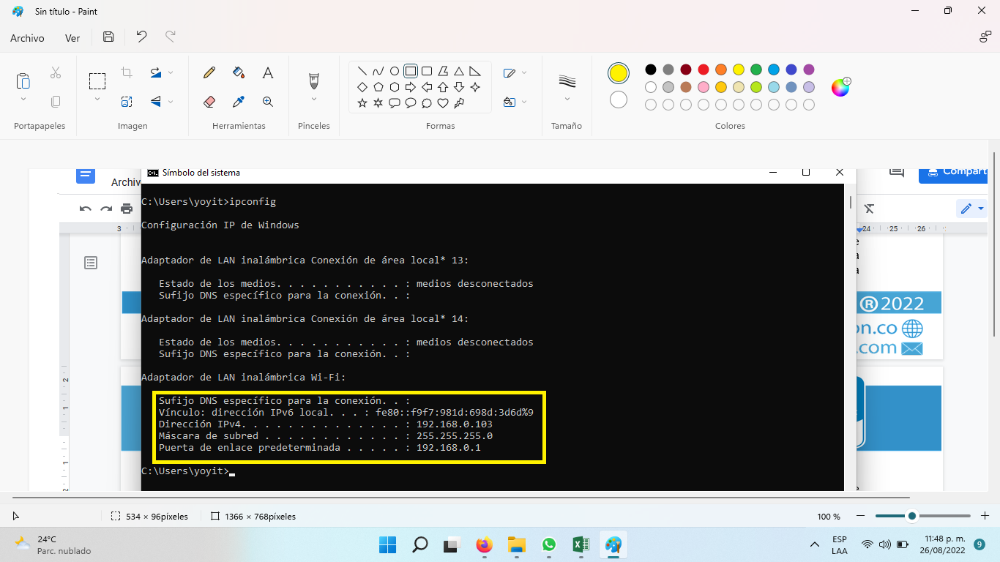 Sin título - Paint
Archivo Ver
Portapapeles Imagen Herramientas Pinceles Formas Tamaño Colores
Símbolo del sistema
Archiv
Compart
3 24 25 26
C:\Users\yoyit>ipconfig
Configuración IP de Windows
Adaptador de LAN inalámbrica Conexión de área local* 13:
Estado de los medios. . . . . . . . . . . : medios desconectados
Sufijo DNS específico para la conexión. . :
Adaptador de LAN inalámbrica Conexión de área local* 14:
Estado de los medios. . . . . . . . . . . : medios desconectados
Sufijo DNS específico para la conexión. . :
Adaptador de LAN inalámbrica Wi-Fi:
Sufijo DNS específico para la conexión. . :
Vínculo: dirección IPv6 local. . . : fe80::f9f7:981d:698d:3d6d%9
Dirección IPv4. . . . . . . . . . . . . . : 192.168.0.103
Máscara de subred . . . . . . . . . . . . : 255.255.255.0
Puerta de enlace predeterminada . . . . . : 192.168.0.1
C:\Users\yoyit>
® 2022
on.co
.com
2
1
1
2
534 × 96píxeles 1366 × 768píxeles 100 %
24°C
Parc. nublado
ESP
LAA
11:48 p. m.
26/08/2022
9